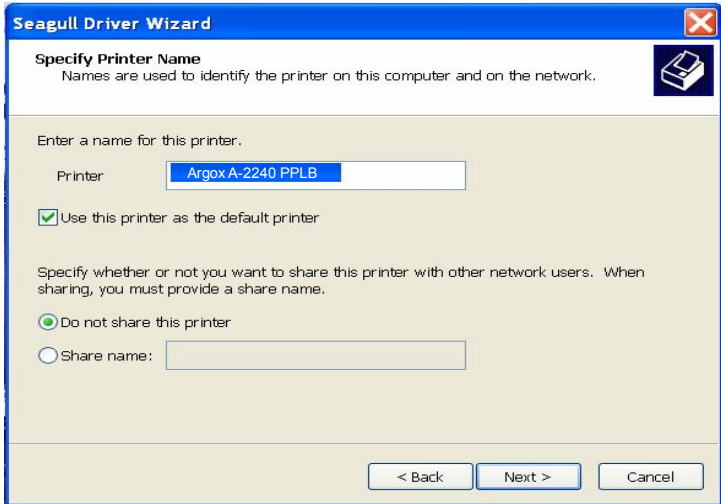 Seagull Driver Wizard
Specify Printer Name
Names are used to identify the printer on this computer and on the network.
Enter a name for this printer.
Printer
Argox A-2240 PPLB
Use this printer as the default printer
Specify whether or not you want to share this printer with other network users. When
sharing, you must provide a share name.
Do not share this printer
Share name:
< Back
Next >
Cancel